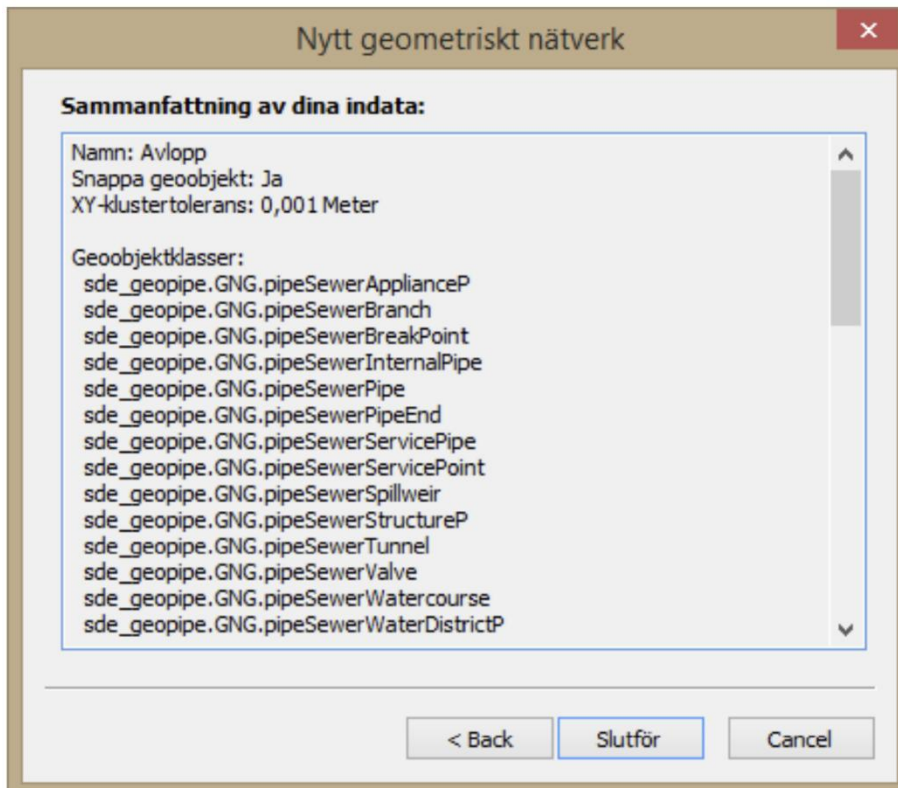 Nytt geometriskt nätverk
Sammanfattning av dina indata:
Namn: Avlopp
Snappa geoobjekt: Ja
XY-klustertolerans: 0,001 Meter
Geoobjektklasser:
sde_geopipe.GNG.pipeSewerApplianceP
sde_geopipe.GNG.pipeSewerBranch
sde_geopipe.GNG.pipeSewerBreakPoint
sde_geopipe.GNG.pipeSewerInternalPipe
sde_geopipe.GNG.pipeSewerPipe
sde_geopipe.GNG.pipeSewerPipeEnd
sde_geopipe.GNG.pipeSewerServicePipe
sde_geopipe.GNG.pipeSewerServicePoint
sde_geopipe.GNG.pipeSewerSpillweir
sde_geopipe.GNG.pipeSewerStructureP
sde_geopipe.GNG.pipeSewerTunnel
sde_geopipe.GNG.pipeSewerValve
sde_geopipe.GNG.pipeSewerWatercourse
sde_geopipe.GNG.pipeSewerWaterDistrictP
< Back Slutför Cancel